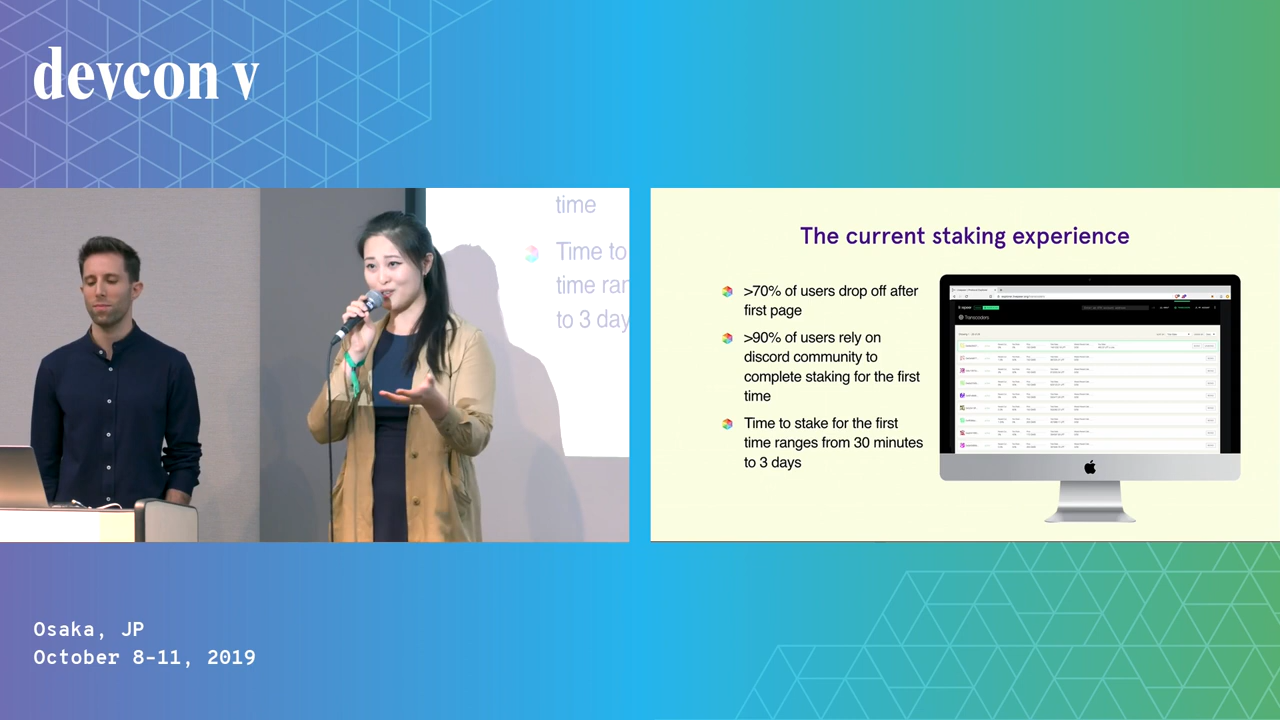 devcon v
time
Time to
time ran
to 3 day
The current staking experience
>70% of users drop off after
first page
>90% of users rely on
discord community to
complete staking for the first
time
Time to stake for the first
time ranges from 30 minutes
to 3 days
Transcoders
Osaka, JP
October 8-11, 2019